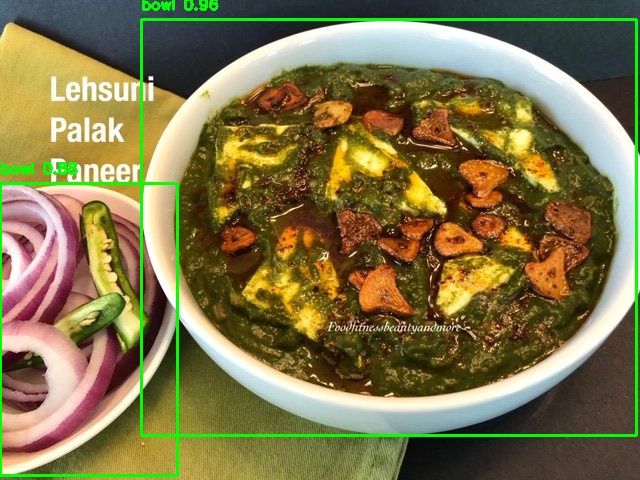 bowl 0.96
Lehsuni
Palak
Paneer
bowl 0.88
Foodfitnessbeautyandmore